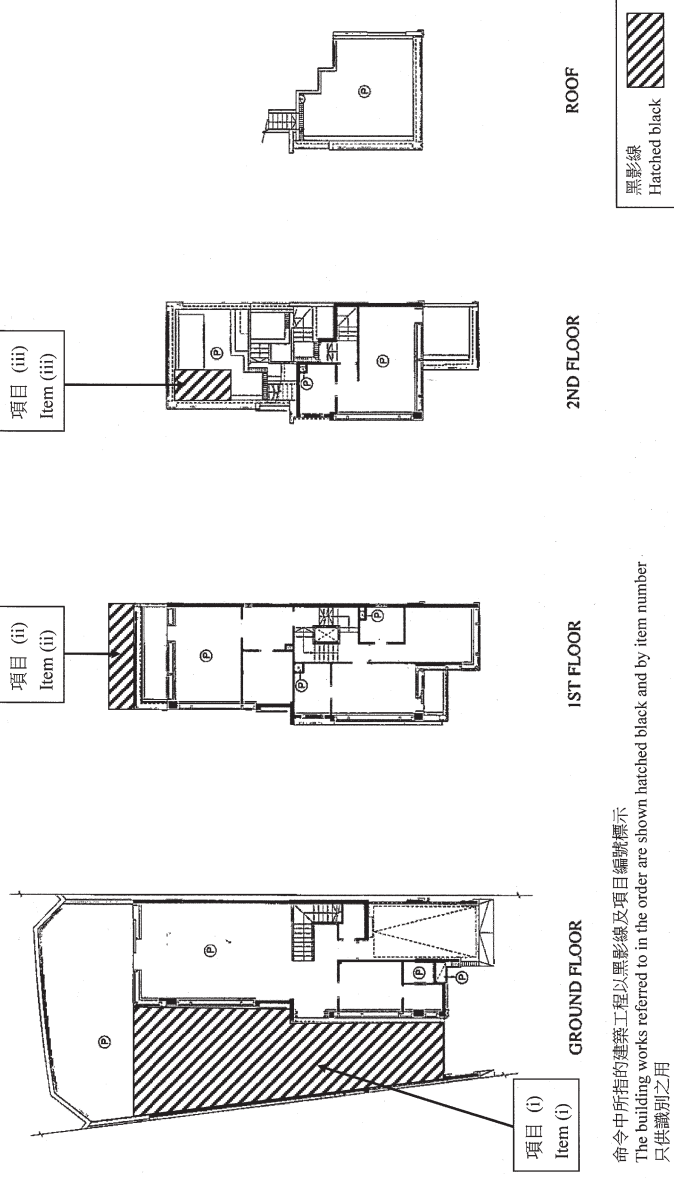 項目 (i)
Item (i)
GROUND FLOOR
P
P
P
P
項目 (ii)
Item (ii)
1ST FLOOR
P
P
P
項目 (iii)
Item (iii)
2ND FLOOR
P
P
P
ROOF
P
命令中所指的建築工程以黑影線及項目編號標示
The building works referred to in the order are shown hatched black and by item number
只供識別之用
黑影線
Hatched black